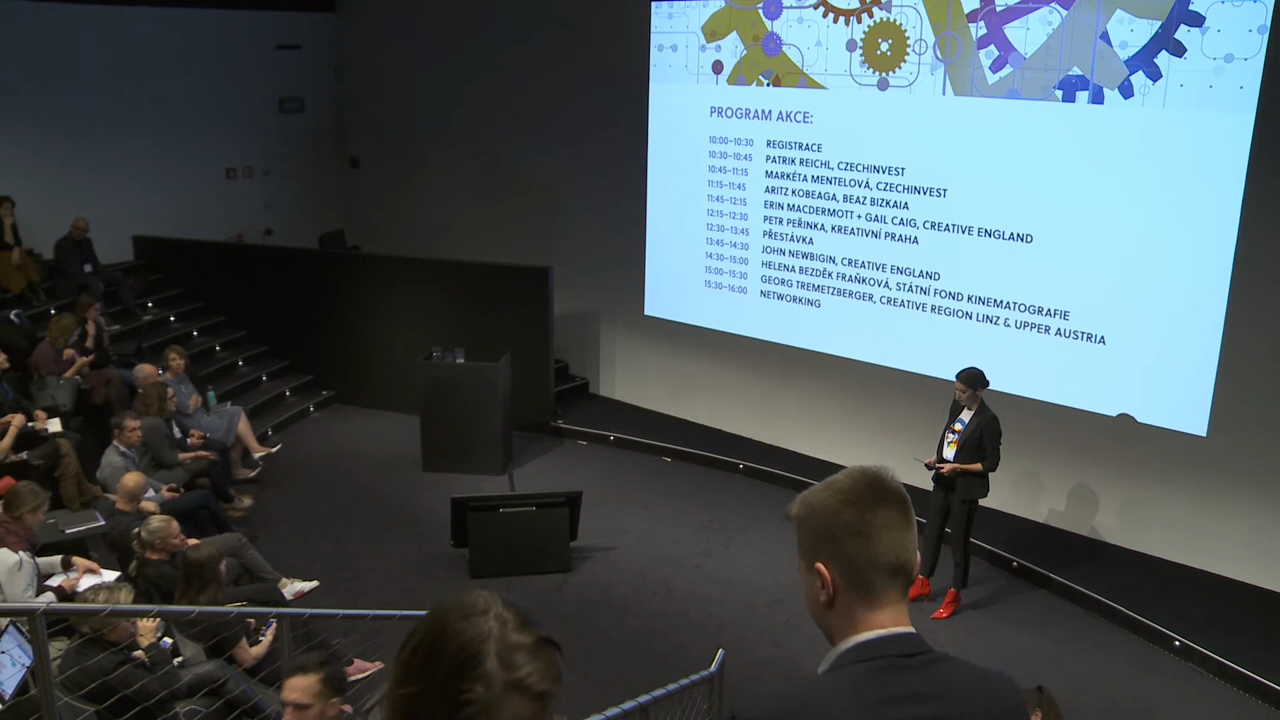 PROGRAM AKCE:
10:00–10:30 REGISTRACE
10:30–10:45 PATRIK REICHL, CZECHINVEST
10:45–11:15 MARKÉTA MENTELOVÁ, CZECHINVEST
11:15–11:45 ARITZ KOBEAGA, BEAZ BIZKAIA
11:45–12:15 ERIN MACDERMOTT + GAIL CAIG, CREATIVE ENGLAND
12:15–12:30 PETR PEŘINKA, KREATIVNÍ PRAHA
12:30–13:45 PŘESTÁVKA
13:45–14:30 JOHN NEWBIGIN, CREATIVE ENGLAND
14:30–15:00 HELENA BEZDĚK FRAŇKOVÁ, STÁTNÍ FOND KINEMATOGRAFIE
15:00–15:30 GEORG TREMETZBERGER, CREATIVE REGION LINZ & UPPER AUSTRIA
15:30–16:00 NETWORKING